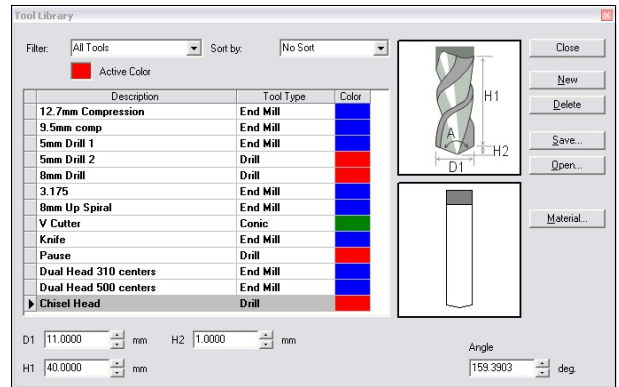 Tool Library
Filter: All Tools Sort by: No Sort
Active Color
Close
New
Delete
Save...
Open...
Material...
Description Tool Type Color
12.7mm Compression End Mill
9.5mm comp End Mill
5mm Drill 1 End Mill
5mm Drill 2 Drill
8mm Drill Drill
3.175 End Mill
8mm Up Spiral End Mill
V Cutter Conic
Knife End Mill
Pause Drill
Dual Head 310 centers End Mill
Dual Head 500 centers End Mill
Chisel Head Drill
H1
A
H2
D1
D1 11.0000 mm H2 1.0000 mm
H1 40.0000 mm
Angle
159.3903 deg.